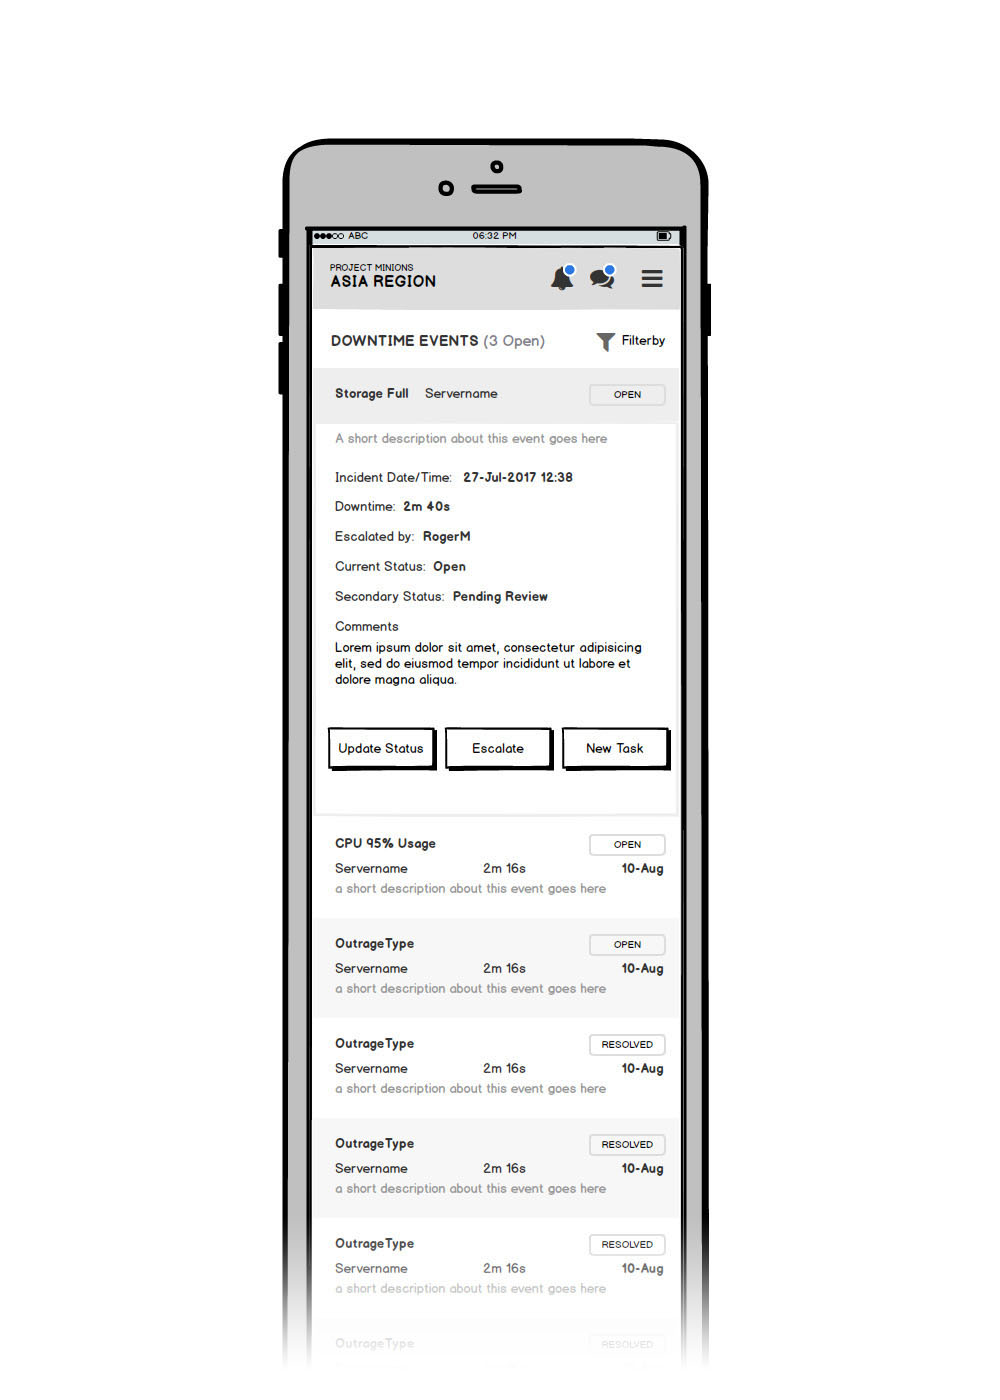 ABC 06:32 PM
PROJECT MINIONS
ASIA REGION
DOWNTIME EVENTS (3 Open) Filterby
Storage Full Servername OPEN
A short description about this event goes here
Incident Date/Time: 27-Jul-2017 12:38
Downtime: 2m 40s
Escalated by: RogerM
Current Status: Open
Secondary Status: Pending Review
Comments
Lorem ipsum dolor sit amet, consectetur adipisicing
elit, sed do eiusmod tempor incididunt ut labore et
dolore magna aliqua.
Update Status Escalate New Task
CPU 95% Usage OPEN
Servername 2m 16s 10-Aug
a short description about this event goes here
OutrageType OPEN
Servername 2m 16s 10-Aug
a short description about this event goes here
OutrageType RESOLVED
Servername 2m 16s 10-Aug
a short description about this event goes here
OutrageType RESOLVED
Servername 2m 16s 10-Aug
a short description about this event goes here
OutrageType RESOLVED
Servername 2m 16s 10-Aug
a short description about this event goes here
OutrageType RESOLVED